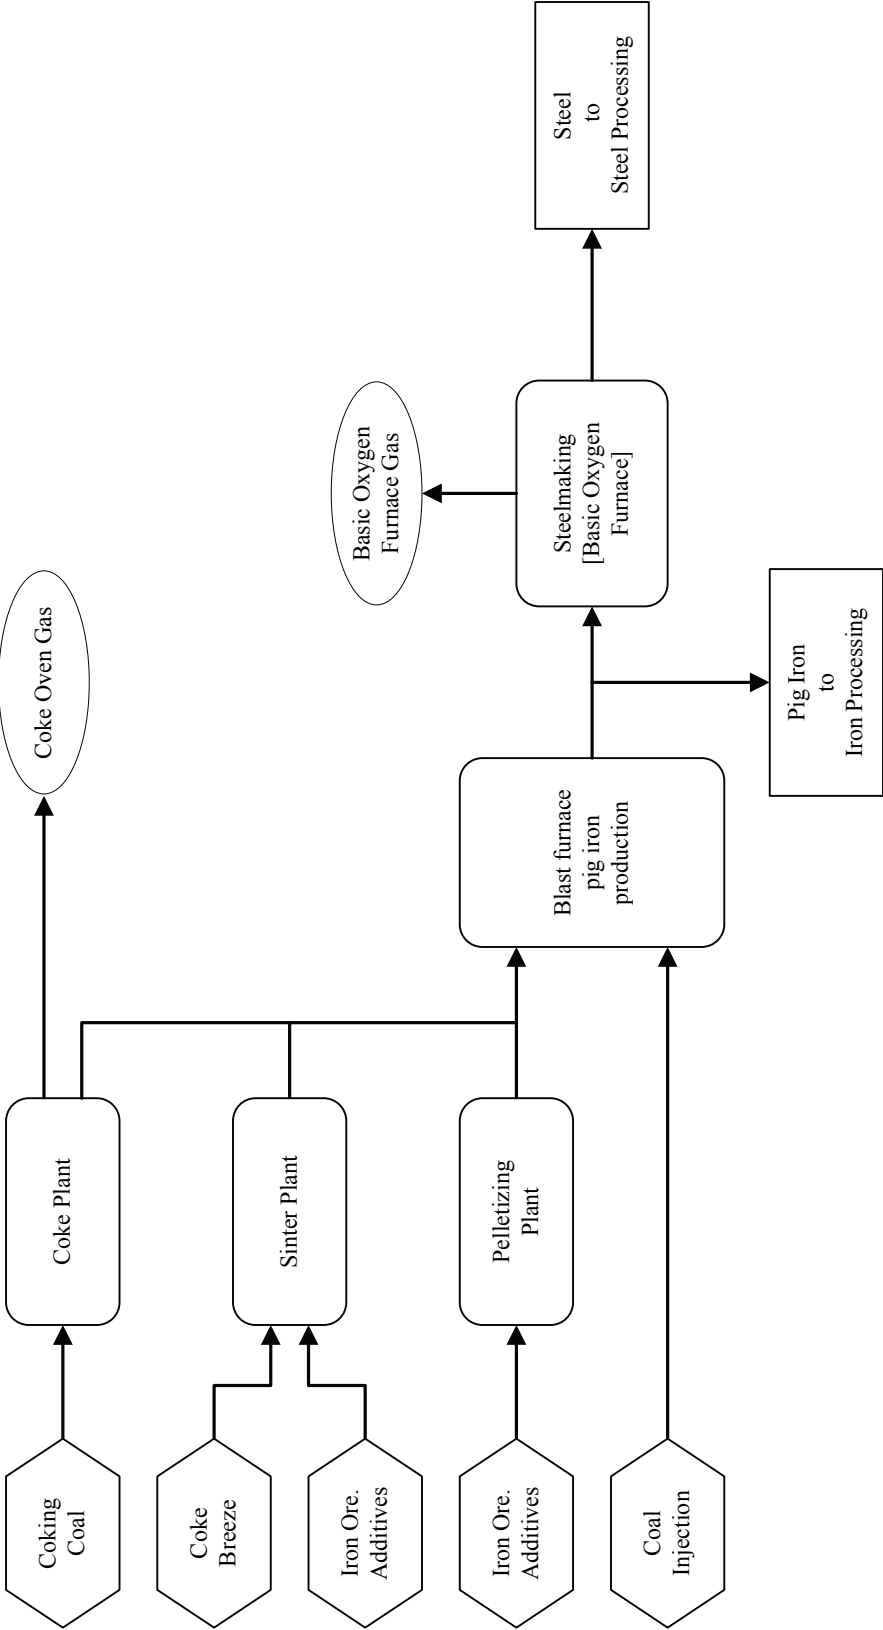 Coking
Coal
Coke
Breeze
Iron Ore.
Additives
Iron Ore.
Additives
Coal
Injection
Coke Plant
Sinter Plant
Pelletizing
Plant
Coke Oven Gas
Blast furnace
pig iron
production
Basic Oxygen
Furnace Gas
Steelmaking
[Basic Oxygen
Furnace]
Pig Iron
to
Iron Processing
Steel
to
Steel Processing